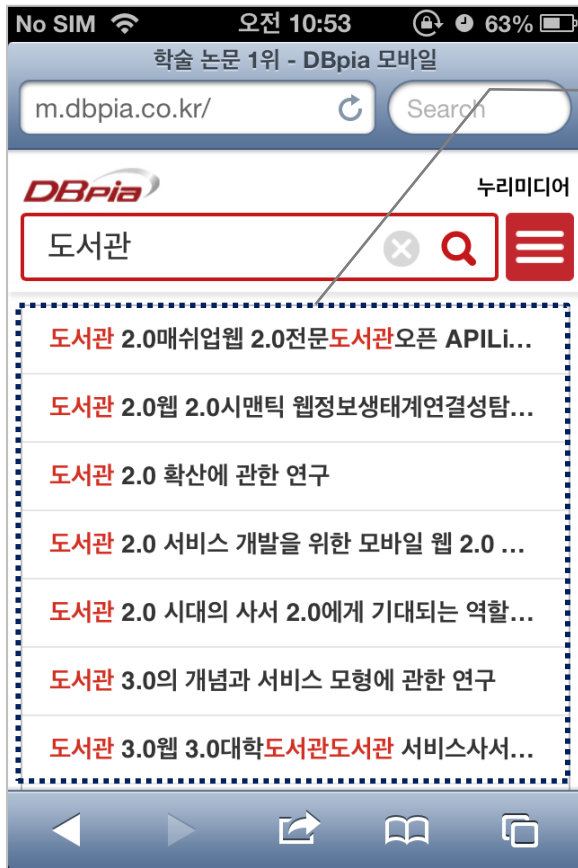 No SIM 오전 10:53 63%
학술 논문 1위 - DBpia 모바일
m.dbpia.co.kr/ Search
DBpia 누리미디어
도서관
도서관 2.0매쉬업웹 2.0전문도서관오픈 APILi...
도서관 2.0웹 2.0시맨틱 웹정보생태계연결성탐...
도서관 2.0 확산에 관한 연구
도서관 2.0 서비스 개발을 위한 모바일 웹 2.0 ...
도서관 2.0 시대의 사서 2.0에게 기대되는 역할...
도서관 3.0의 개념과 서비스 모형에 관한 연구
도서관 3.0웹 3.0대학도서관도서관 서비스사서...